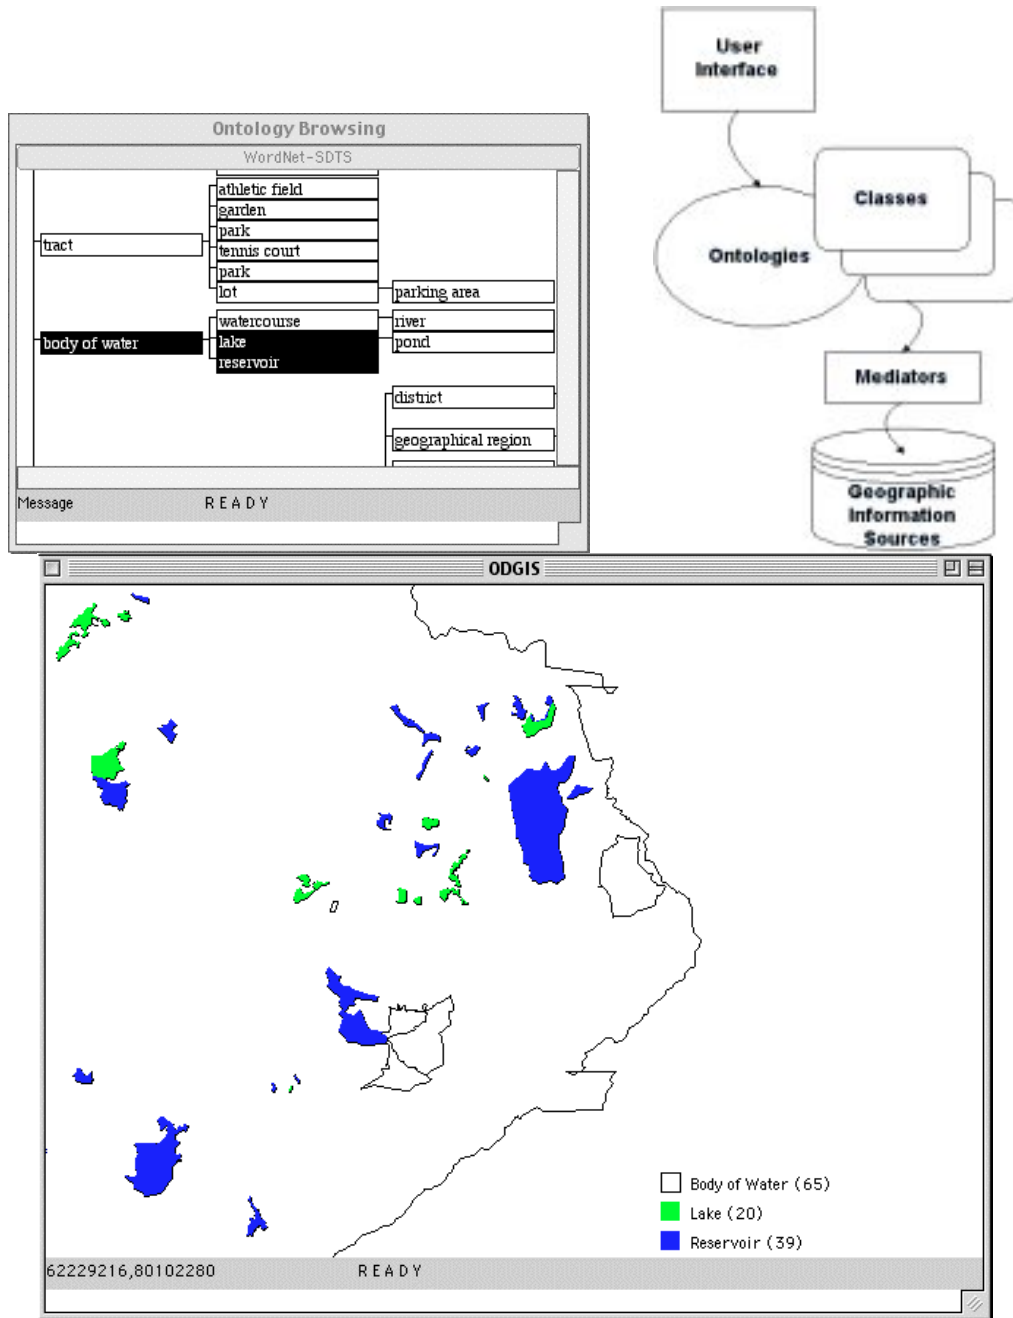 User
Interface
Classes
Ontologies
Mediators
Geographic
Information
Sources
Ontology Browsing
WordNet-SDTS
athletic field
garden
park
tract
tennis court
park
lot
parking area
watercourse
river
body of water
lake
pond
reservoir
district
geographical region
Message READY
ODGIS
Body of Water (65)
Lake (20)
Reservoir (39)
62229216,80102280 READY